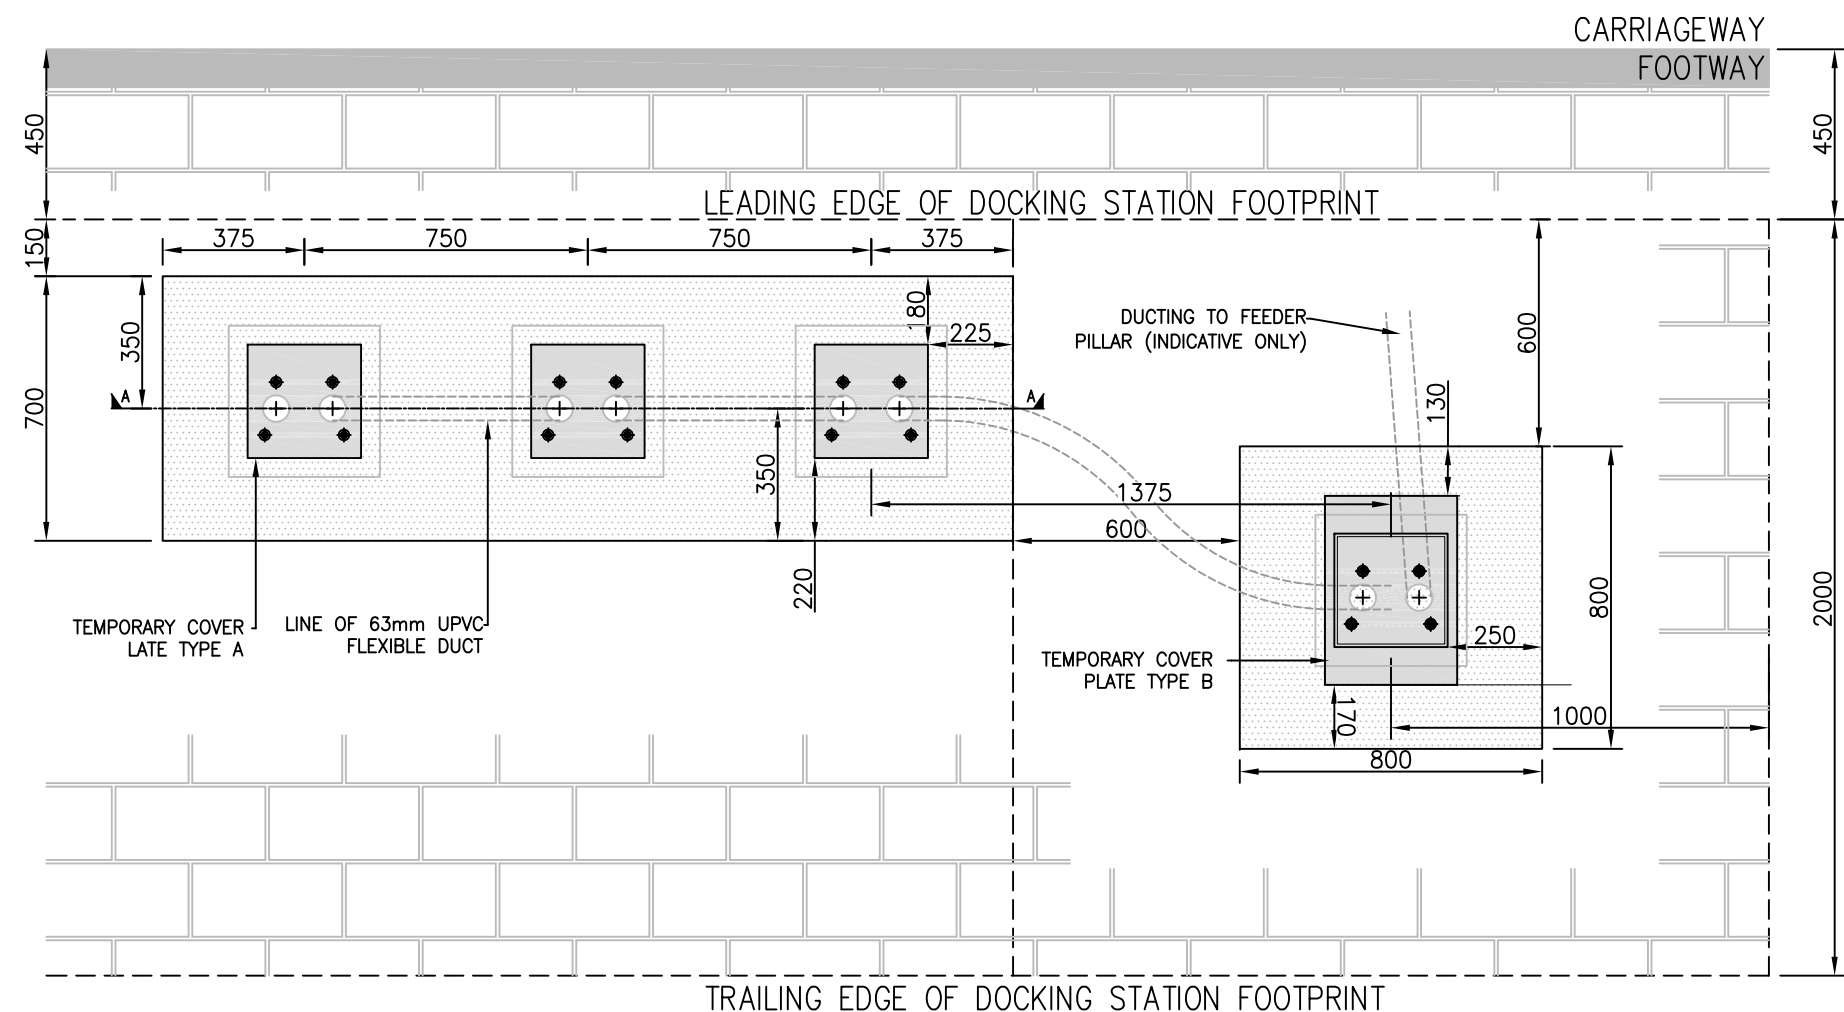 CARRIAGEWAY
FOOTWAY
450
450
LEADING EDGE OF DOCKING STATION FOOTPRINT
150
375
750
750
375
180
225
350
700
A
A
350
220
DUCTING TO FEEDER
PILLAR (INDICATIVE ONLY)
600
130
1375
600
TEMPORARY COVER
LATE TYPE A
LINE OF 63mm UPVC
FLEXIBLE DUCT
TEMPORARY COVER
PLATE TYPE B
250
800
2000
170
1000
800
TRAILING EDGE OF DOCKING STATION FOOTPRINT